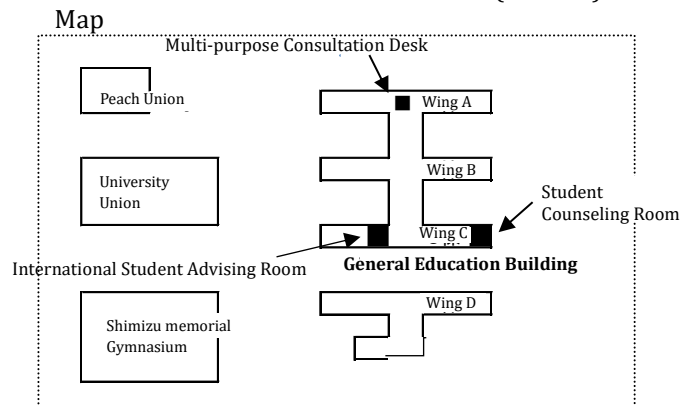 Map
Multi-purpose Consultation Desk
Peach Union
Wing A
University
Union
Wing B
Student
Counseling Room
Wing C
International Student Advising Room
General Education Building
Shimizu memorial
Gymnasium
Wing D